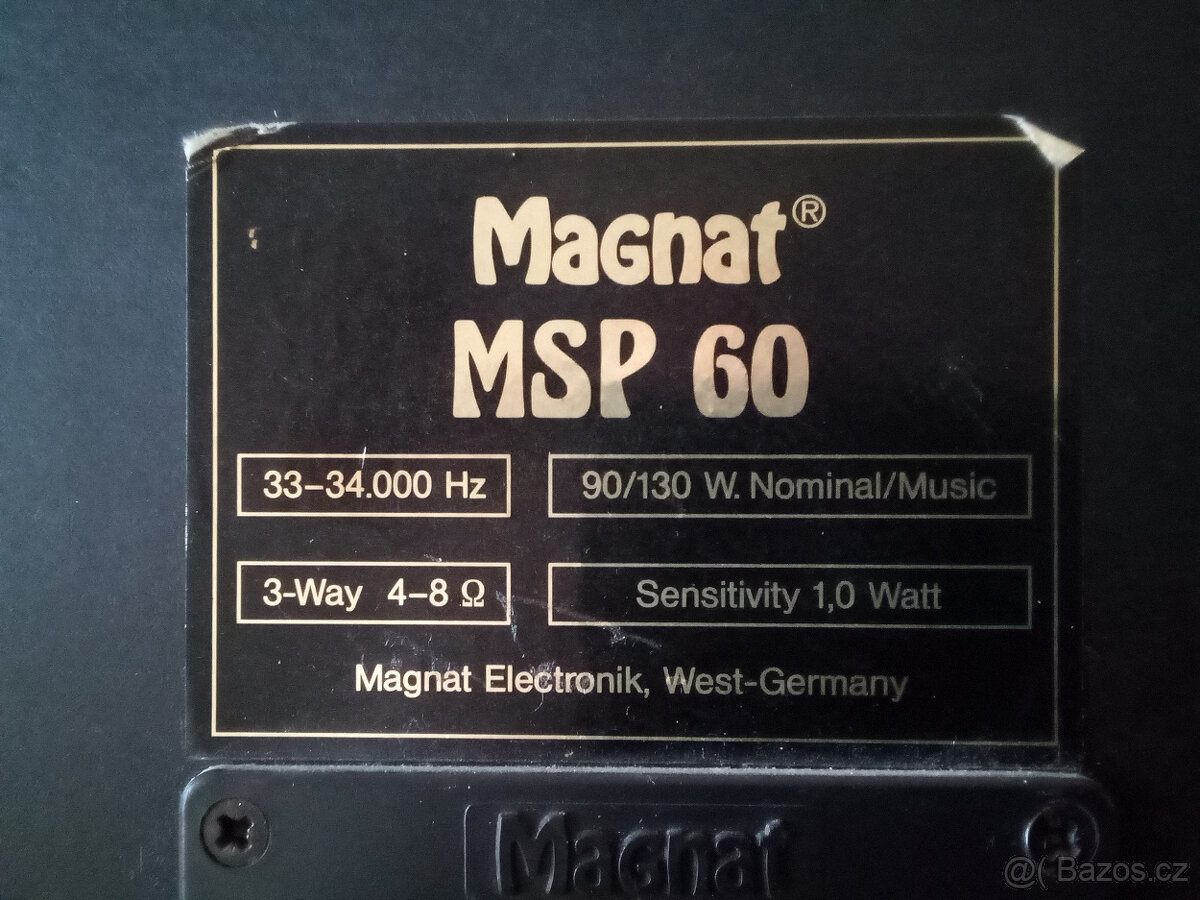 Magnat®
MSP 60
33–34.000 Hz
90/130 W. Nominal/Music
3-Way 4–8 Ω
Sensitivity 1,0 Watt
Magnat Electronik, West-Germany
Magnat
@( Bazos.cz